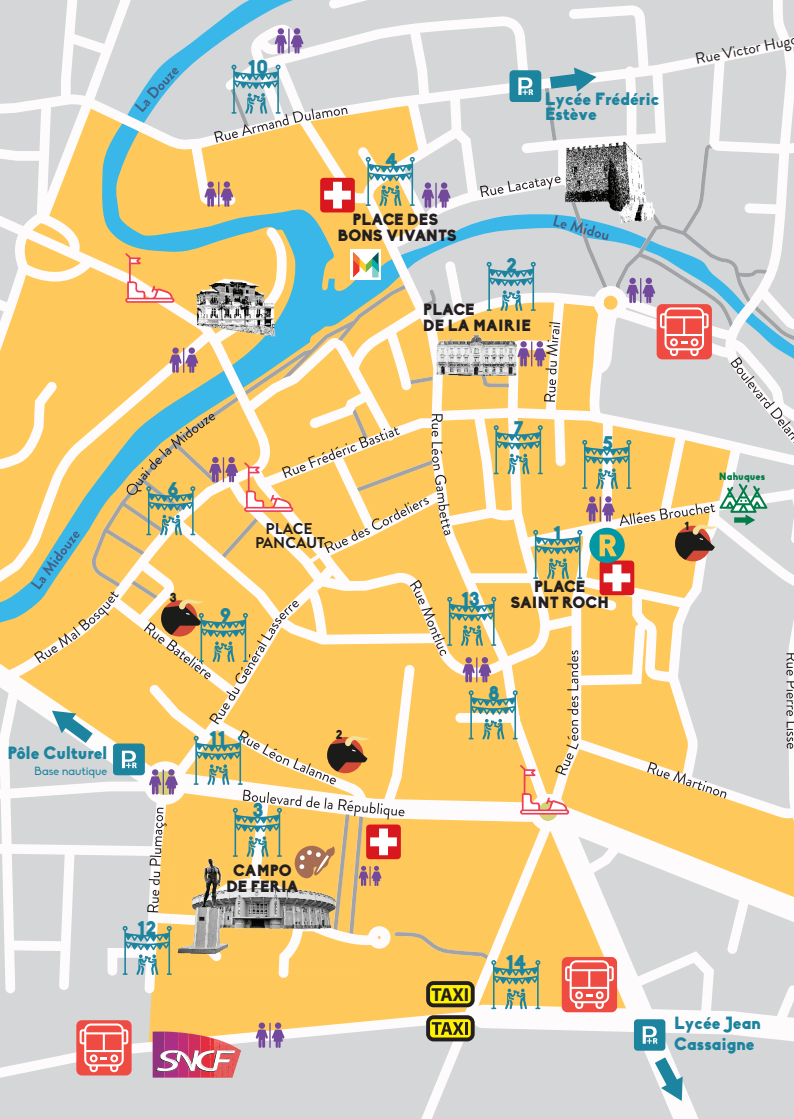 Rue Victor Hugo
10
La Douze
P
+R
Lycée Frédéric
Estève
Rue Armand Dulamon
4
Rue Lacataye
PLACE DES
BONS VIVANTS
Le Midou
M
2
PLACE
DE LA MAIRIE
Rue du Mirail
Boulevard Delam
Quai de la Midouze
Rue Frédéric Bastiat
Rue Léon Gambetta
7
5
6
Nahuques
Allées Brouchet
1
PLACE
PANCAUT
Rue des Cordeliers
1
R
La Midouze
PLACE
SAINT ROCH
Rue Mal Bosquet
3
9
Rue Batelière
Rue du Général Lasserre
Rue Montluc
13
Rue Léon des Landes
Rue Pierre Lisse
8
Pôle Culturel
Base nautique
P
+R
11
Rue Léon Lalanne
2
Rue Martinon
Boulevard de la République
3
Rue du Plumaçon
CAMPO
DE FERIA
12
14
TAXI
TAXI
SNCF
P
+R
Lycée Jean
Cassaigne